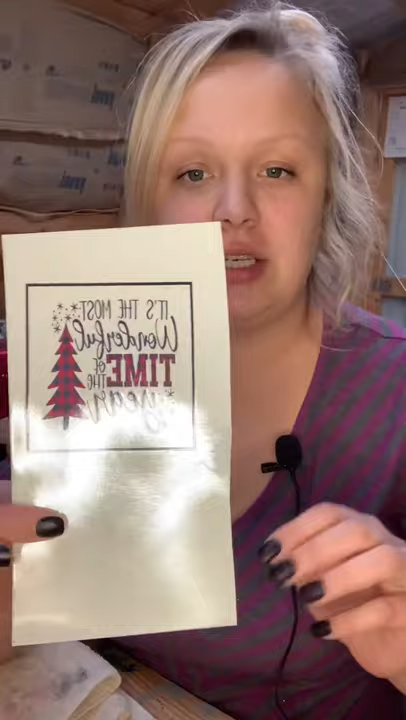 IT'S THE MOST
Wonderful
TIME
OF
THE
year